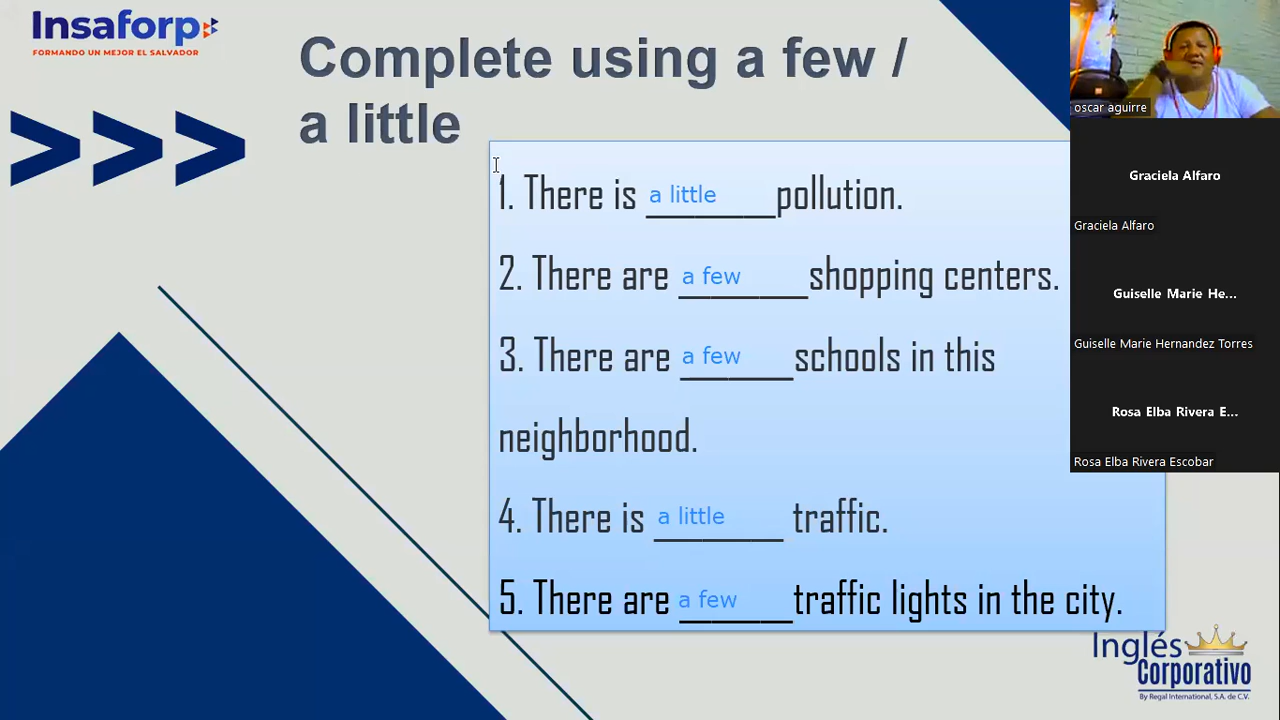 Insaforp
FORMANDO UN MEJOR EL SALVADOR
>>>
Complete using a few /
a little
1. There is a little pollution.
2. There are a few shopping centers.
3. There are a few schools in this
neighborhood.
4. There is a little traffic.
5. There are a few traffic lights in the city.
oscar aguirre
Graciela Alfaro
Graciela Alfaro
Guiselle Marie He...
Guiselle Marie Hernandez Torres
Rosa Elba Rivera E...
Rosa Elba Rivera Escobar
Inglés
Corporativo
By Regal International, S.A. de C.V.